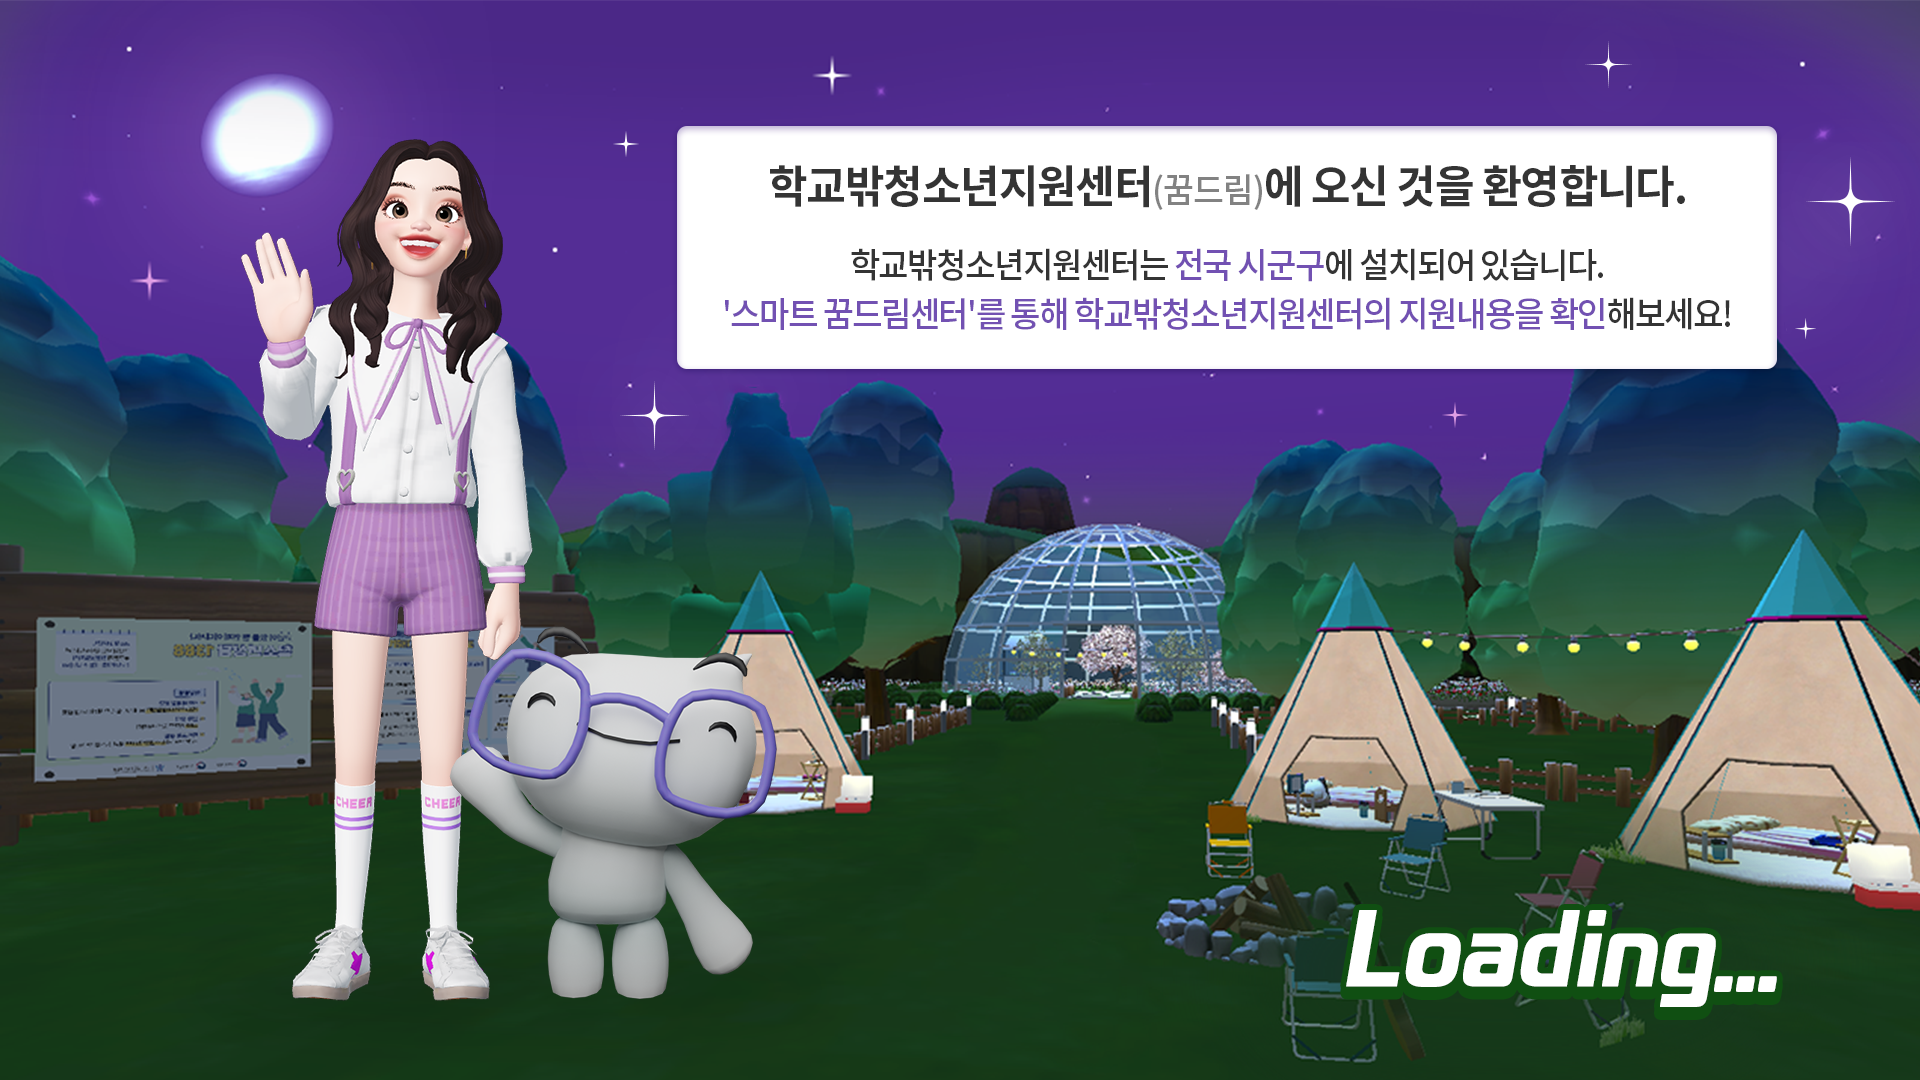 학교밖청소년지원센터(꿈드림)에 오신 것을 환영합니다.
학교밖청소년지원센터는 전국 시군구에 설치되어 있습니다.
'스마트 꿈드림센터'를 통해 학교밖청소년지원센터의 지원내용을 확인해보세요!
CHEER CHEER
Loading...